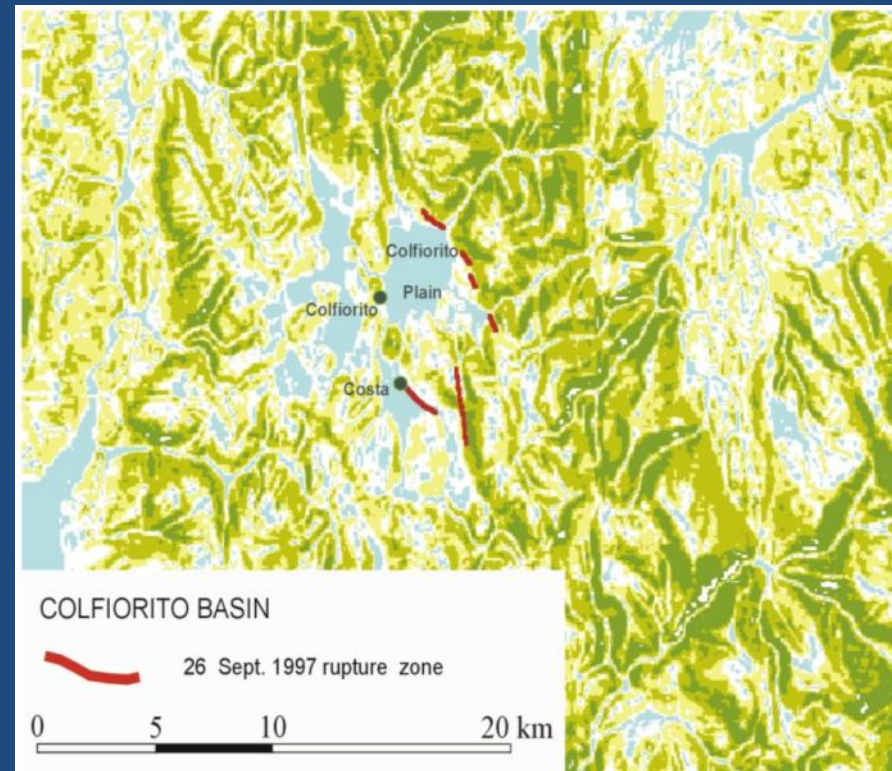 Colfiorito
Plain
Colfiorito
Costa
COLFIORITO BASIN
26 Sept. 1997 rupture zone
0 5 10 20 km